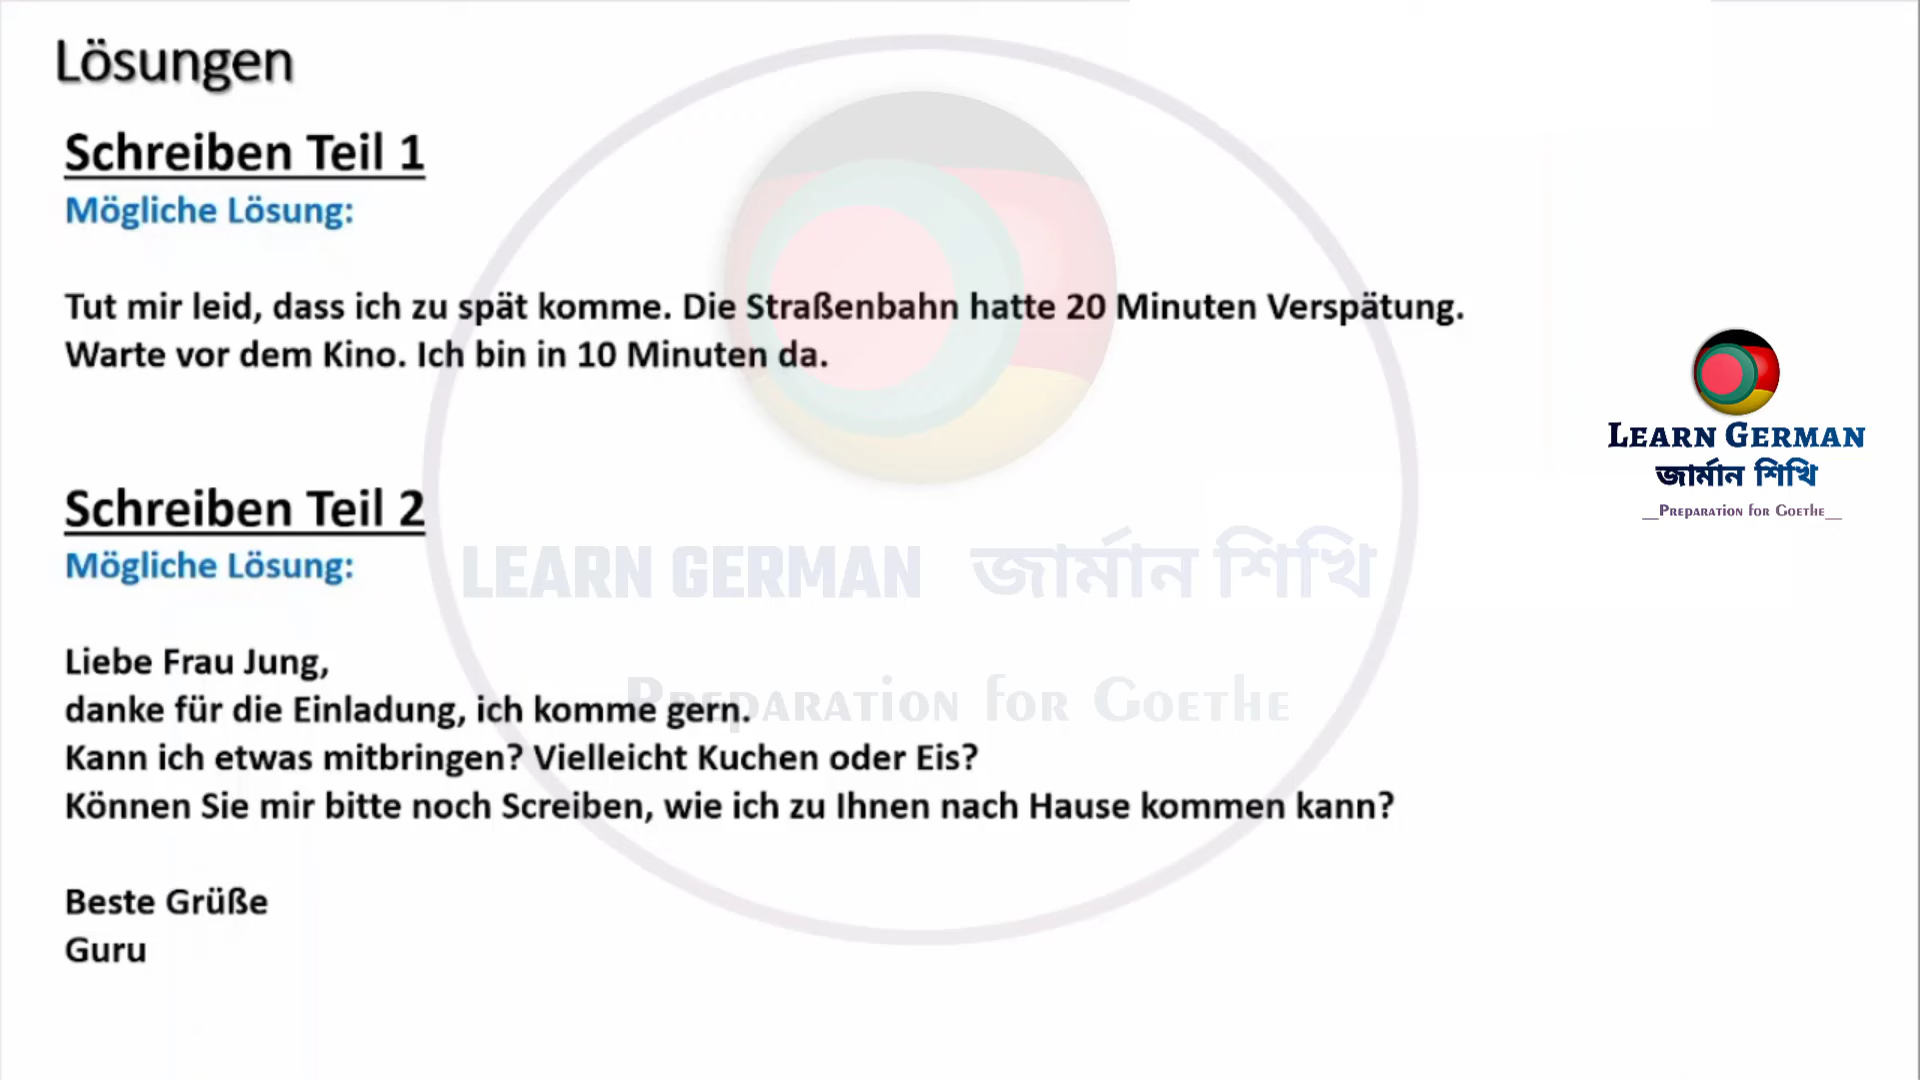 Lösungen
Schreiben Teil 1
Mögliche Lösung:
Tut mir leid, dass ich zu spät komme. Die Straßenbahn hatte 20 Minuten Verspätung.
Warte vor dem Kino. Ich bin in 10 Minuten da.
LEARN GERMAN
জার্মান শিখি
__PREPARATION FOR GOETHE__
Schreiben Teil 2
Mögliche Lösung:
LEARN GERMAN জার্মান শিখি
Liebe Frau Jung,
PREPARATION FOR GOETHE
danke für die Einladung, ich komme gern.
Kann ich etwas mitbringen? Vielleicht Kuchen oder Eis?
Können Sie mir bitte noch Screiben, wie ich zu Ihnen nach Hause kommen kann?
Beste Grüße
Guru